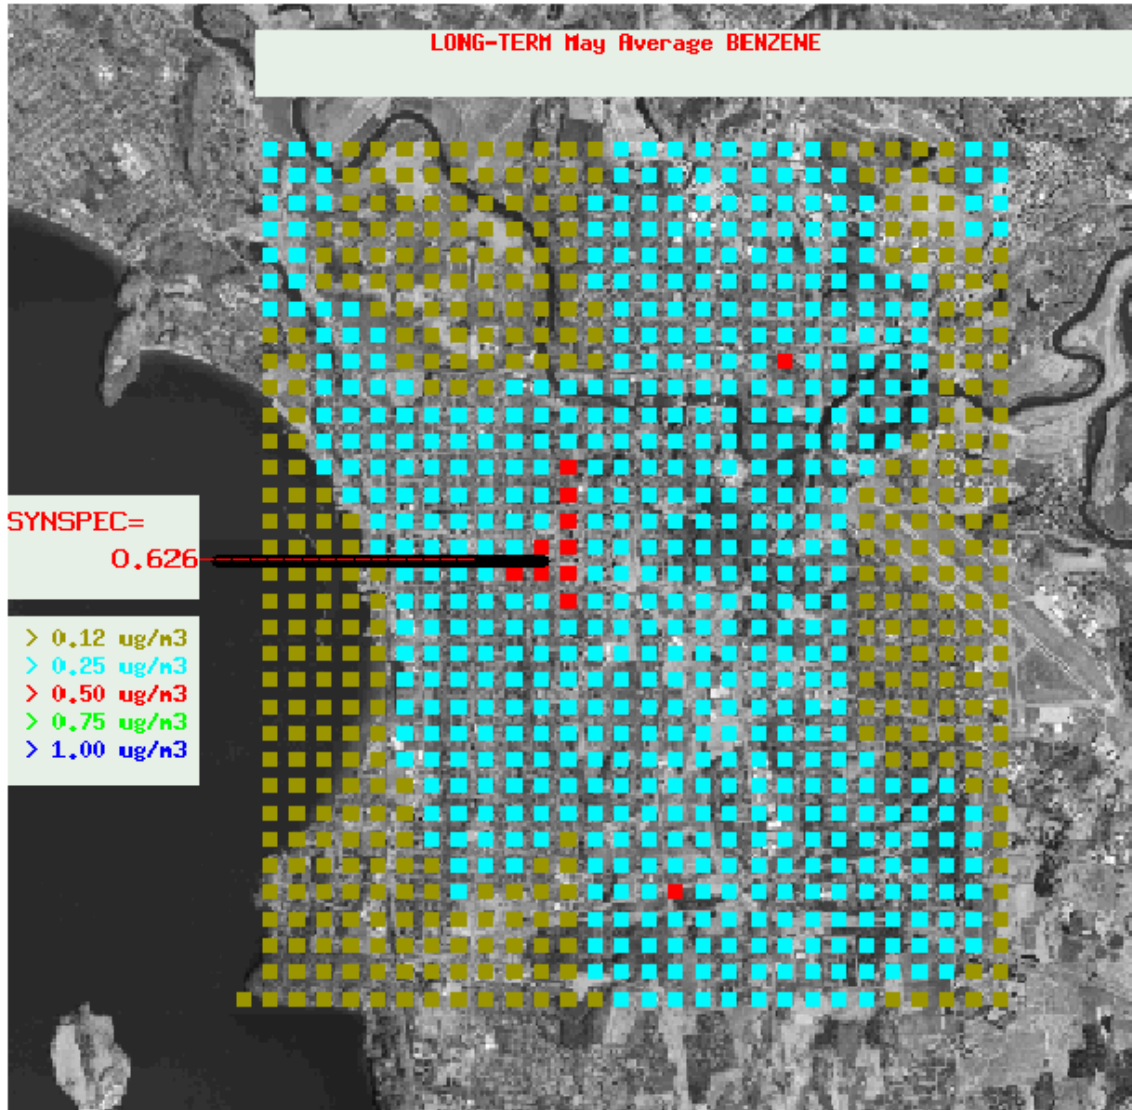 LONG-TERM May Average BENZENE
SYNSPEC=
0.626
> 0.12 ug/m3
> 0.25 ug/m3
> 0.50 ug/m3
> 0.75 ug/m3
> 1.00 ug/m3